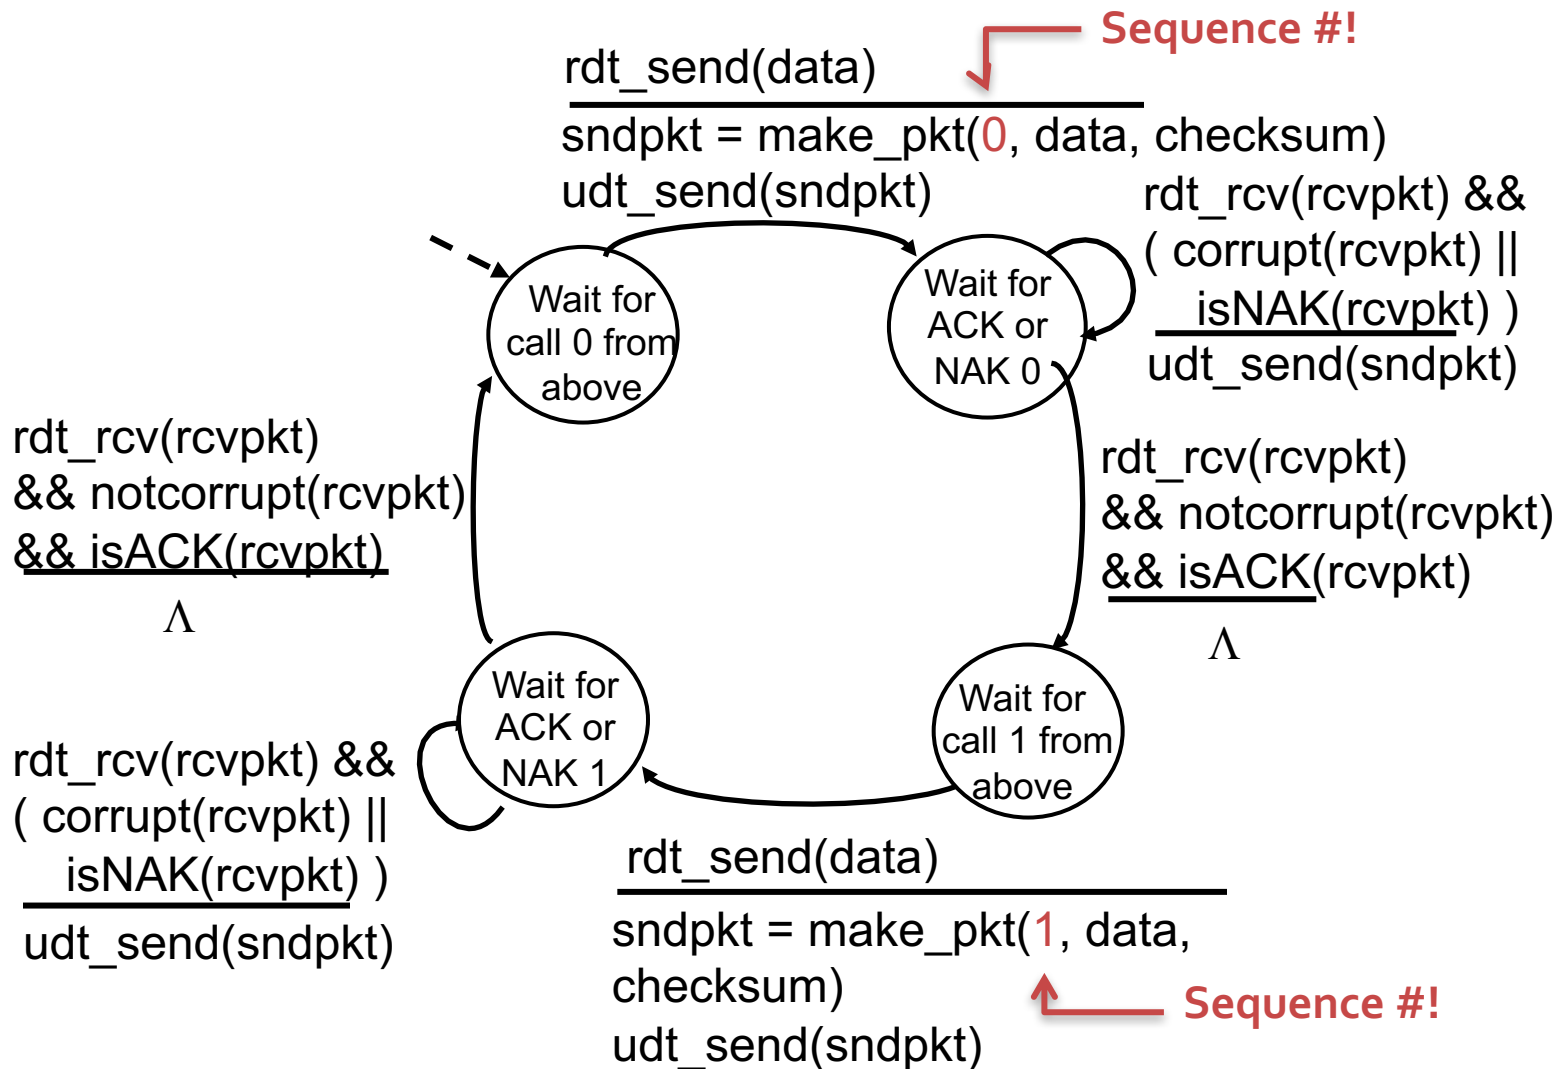 Sequence #!
rdt_send(data)
sndpkt = make_pkt(0, data, checksum)
udt_send(sndpkt)
rdt_rcv(rcvpkt) &&
( corrupt(rcvpkt) ||
isNAK(rcvpkt) )
udt_send(sndpkt)
Wait for
call 0 from
above
Wait for
ACK or
NAK 0
rdt_rcv(rcvpkt)
&& notcorrupt(rcvpkt)
&& isACK(rcvpkt)
Λ
rdt_rcv(rcvpkt)
&& notcorrupt(rcvpkt)
&& isACK(rcvpkt)
Λ
Wait for
ACK or
NAK 1
Wait for
call 1 from
above
rdt_rcv(rcvpkt) &&
( corrupt(rcvpkt) ||
isNAK(rcvpkt) )
udt_send(sndpkt)
rdt_send(data)
sndpkt = make_pkt(1, data,
checksum)
udt_send(sndpkt)
Sequence #!